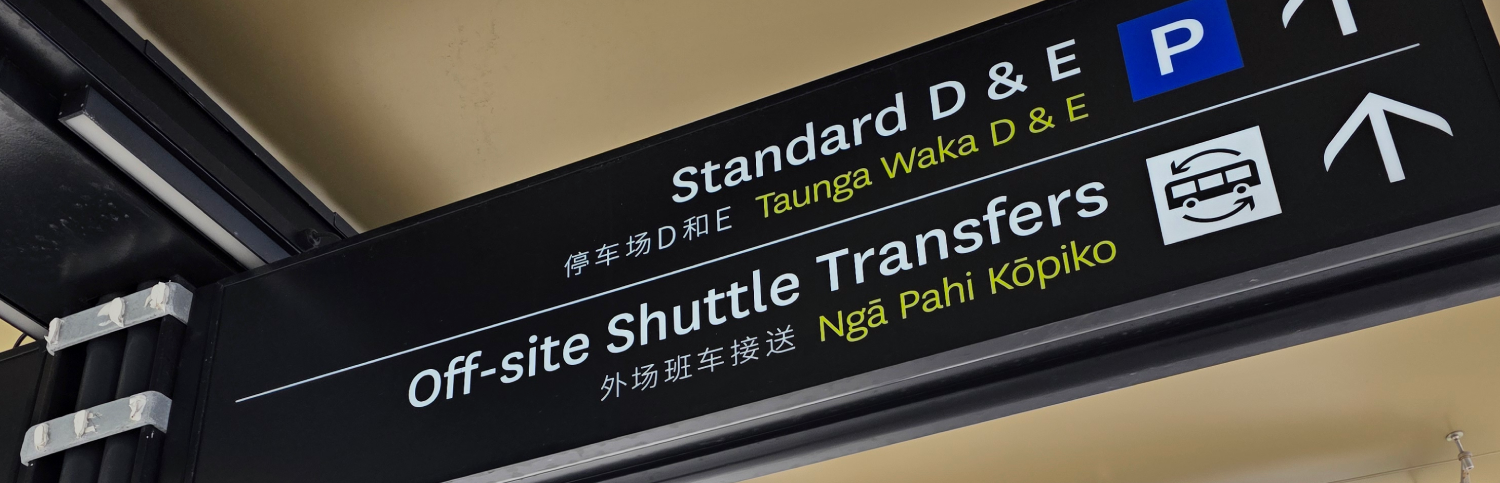 Standard D & E
停车场D和E Taunga Waka D & E
P
Off-site Shuttle Transfers
外场班车接送 Ngā Pahi Kōpiko